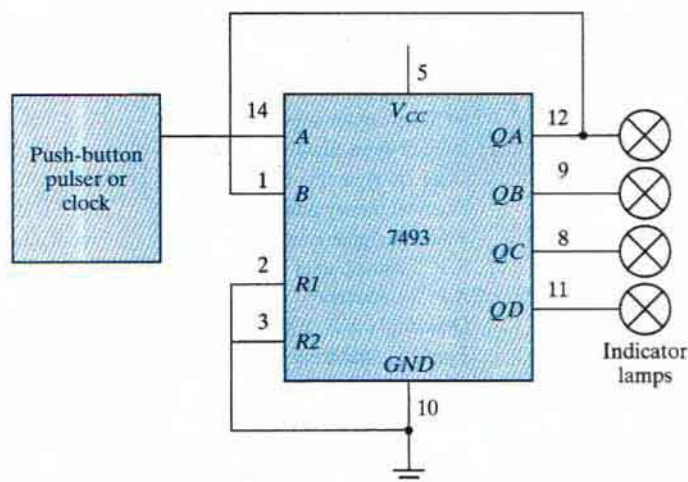 5
14
12
V_CC
A
QA
Push-button
pulser or
clock
1
9
B
QB
7493
2
8
R1
QC
3
11
R2
QD
GND
Indicator
lamps
10